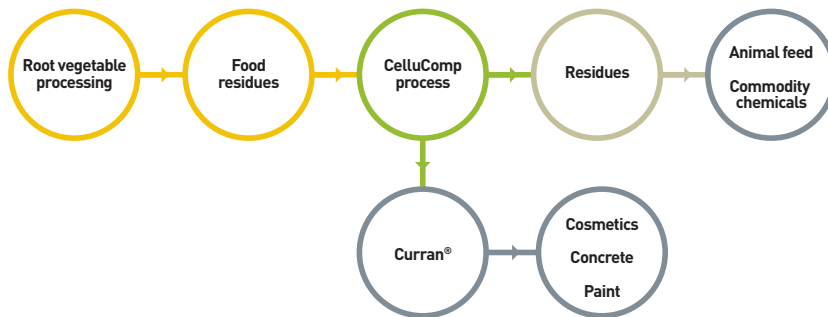 Root vegetable
processing
Food
residues
CelluComp
process
Residues
Animal feed
Commodity
chemicals
Curran®
Cosmetics
Concrete
Paint